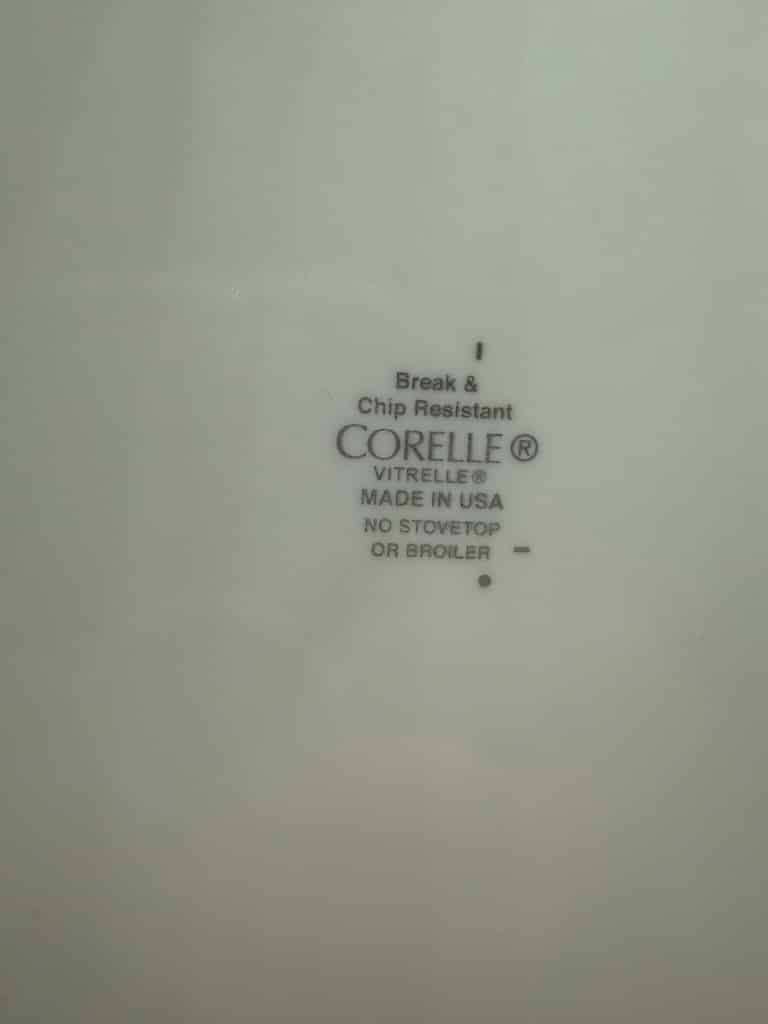 Break &
Chip Resistant
CORELLE®
VITRELLE®
MADE IN USA
NO STOVETOP
OR BROILER